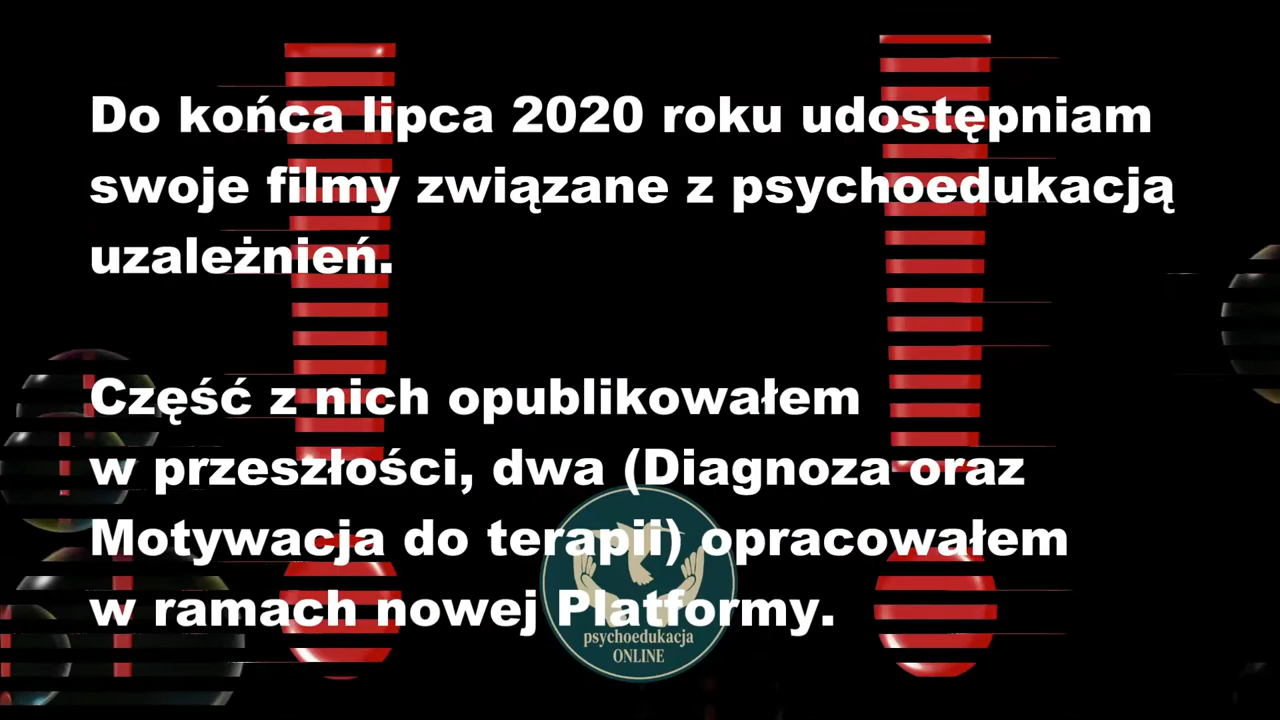 Do końca lipca 2020 roku udostępniam
swoje filmy związane z psychoedukacją
uzależnień.
Część z nich opublikowałem
w przeszłości, dwa (Diagnoza oraz
Motywacja do terapii) opracowałem
w ramach nowej Platformy.
psychoedukacja
ONLINE